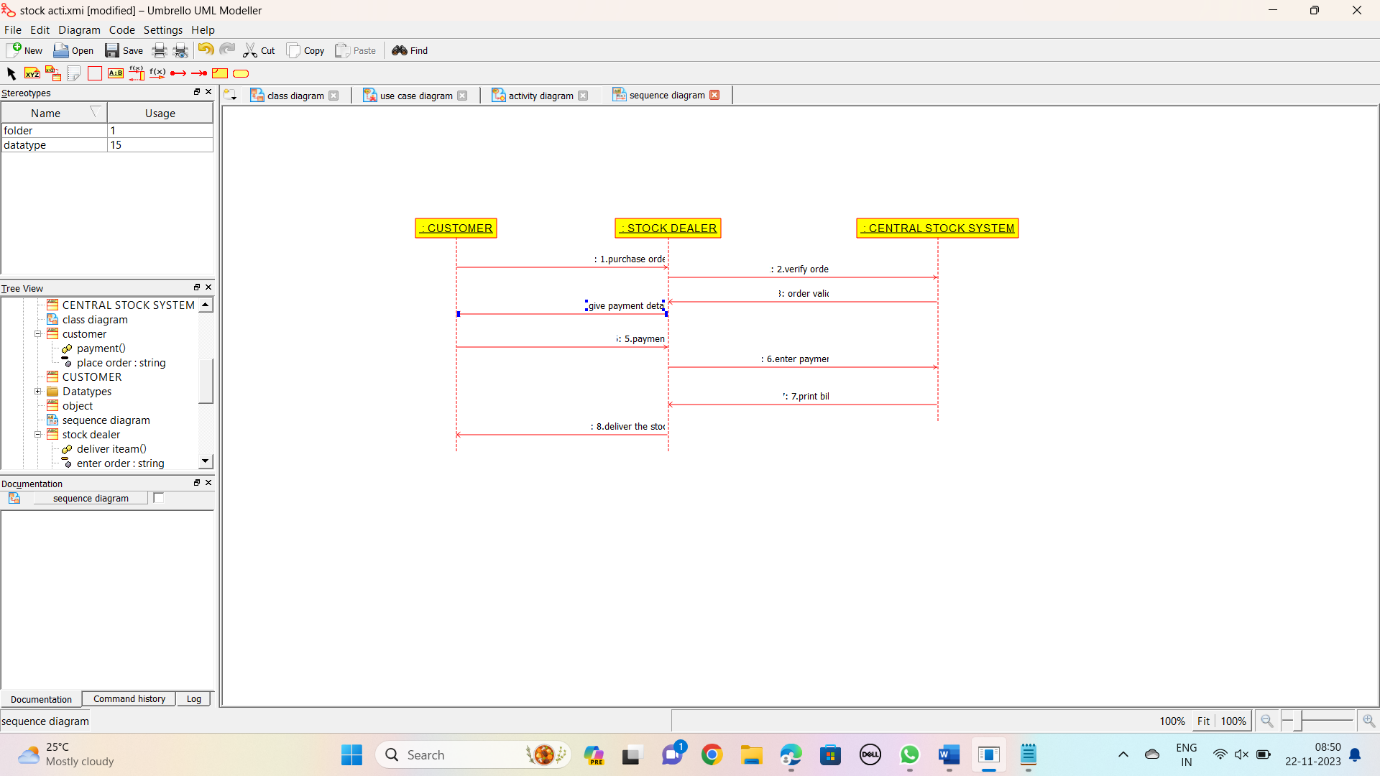 stock acti.xmi [modified] – Umbrello UML Modeller
File Edit Diagram Code Settings Help
New Open Save Cut Copy Paste Find
XYZ A:B f(x) f(x)
Stereotypes
Name Usage
folder 1
datatype 15
Tree View
CENTRAL STOCK SYSTEM
class diagram
customer
payment()
place order : string
CUSTOMER
Datatypes
object
sequence diagram
stock dealer
deliver iteam()
enter order : string
Documentation
sequence diagram
Documentation Command history Log
class diagram use case diagram activity diagram sequence diagram
: CUSTOMER : STOCK DEALER : CENTRAL STOCK SYSTEM
: 1.purchase orde
: 2.verify orde
: order valid
give payment deta
: 5.paymen
: 6.enter paymer
: 7.print bil
: 8.deliver the stoc
sequence diagram
100% Fit 100%
25°C
Mostly cloudy
Search
PRE
1
DELL
W
ENG
IN
08:50
22-11-2023